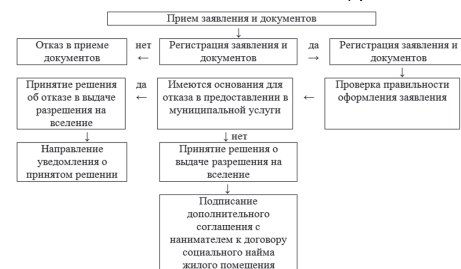 Прием заявления и документов
↓
Отказ в приеме нет Регистрация заявления и да Регистрация заявления и
документов ← документов → документов
↓
Принятие решения да Имеются основания для Проверка правильности
об отказе в выдаче ← отказа в предоставлении в ← оформления заявления
разрешения на муниципальной услуги
вселение
↓ ↓ нет
Направление Принятие решения о
уведомления о выдаче разрешения на
принятом решении вселение
↓
Подписание
дополнительного
соглашения с
нанимателем к договору
социального найма
жилого помещения